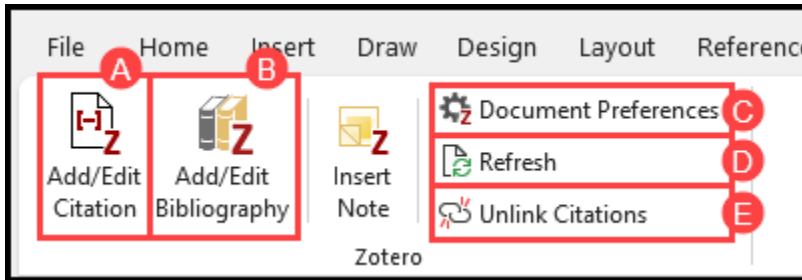 File Home Insert Draw Design Layout Referenc
A B
Add/Edit
Citation
Add/Edit
Bibliography
Insert
Note
Document Preferences C
Refresh D
Unlink Citations E
Zotero